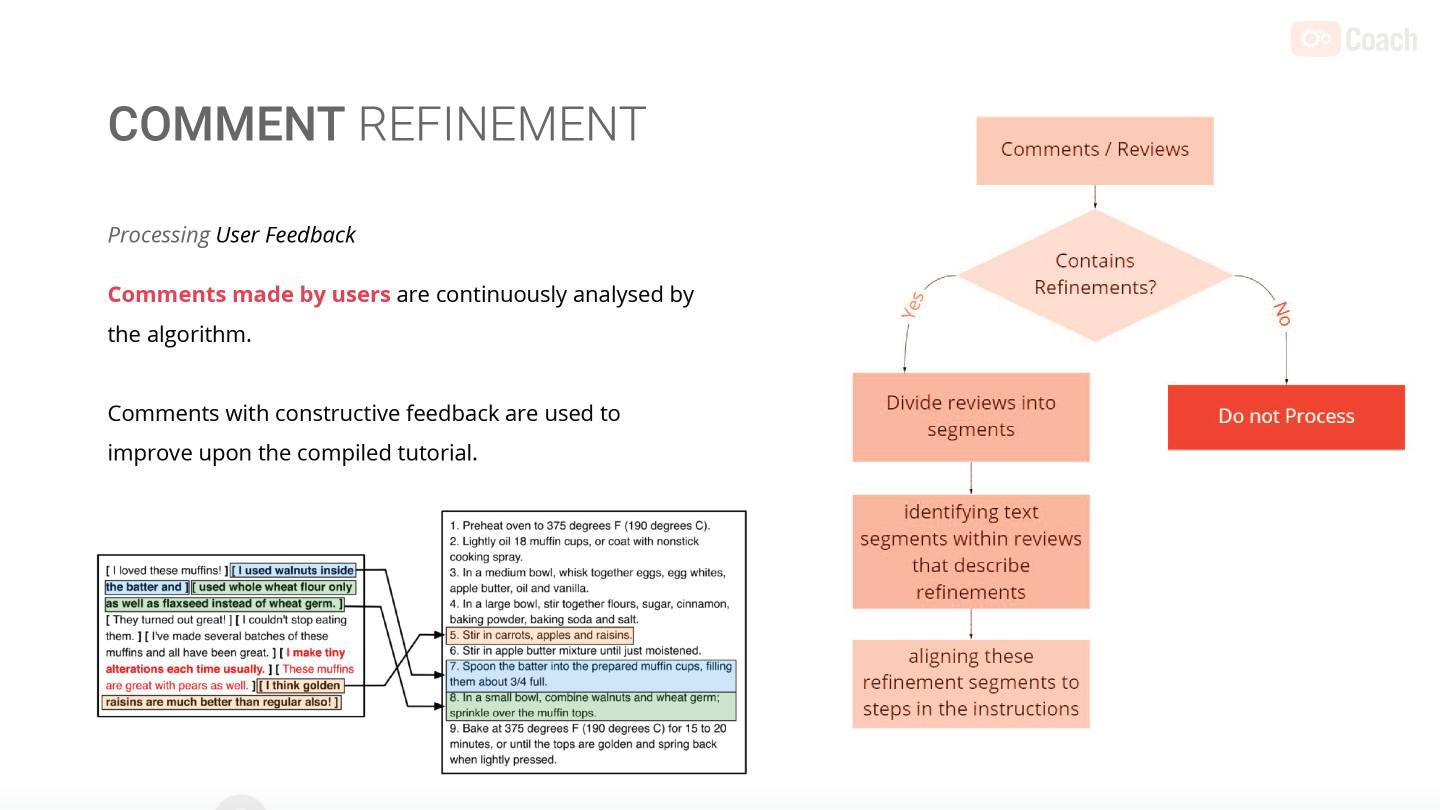 Coach
COMMENT REFINEMENT
Processing User Feedback
Comments made by users are continuously analysed by
the algorithm.
Comments with constructive feedback are used to
improve upon the compiled tutorial.
[ I loved these muffins! ] [ I used walnuts inside
the batter and ] [ used whole wheat flour only
as well as flaxseed instead of wheat germ. ]
[ They turned out great! ] [ I couldn't stop eating
them. ] [ I've made several batches of these
muffins and all have been great. ] [ I make tiny
alterations each time usually. ] [ These muffins
are great with pears as well. ] [ I think golden
raisins are much better than regular also! ]
1. Preheat oven to 375 degrees F (190 degrees C).
2. Lightly oil 18 muffin cups, or coat with nonstick
cooking spray.
3. In a medium bowl, whisk together eggs, egg whites,
apple butter, oil and vanilla.
4. In a large bowl, stir together flours, sugar, cinnamon,
baking powder, baking soda and salt.
5. Stir in carrots, apples and raisins.
6. Stir in apple butter mixture until just moistened.
7. Spoon the batter into the prepared muffin cups, filling
them about 3/4 full.
8. In a small bowl, combine walnuts and wheat germ;
sprinkle over the muffin tops.
9. Bake at 375 degrees F (190 degrees C) for 15 to 20
minutes, or until the tops are golden and spring back
when lightly pressed.
Comments / Reviews
Contains
Refinements?
Yes
No
Divide reviews into
segments
Do not Process
identifying text
segments within reviews
that describe
refinements
aligning these
refinement segments to
steps in the instructions